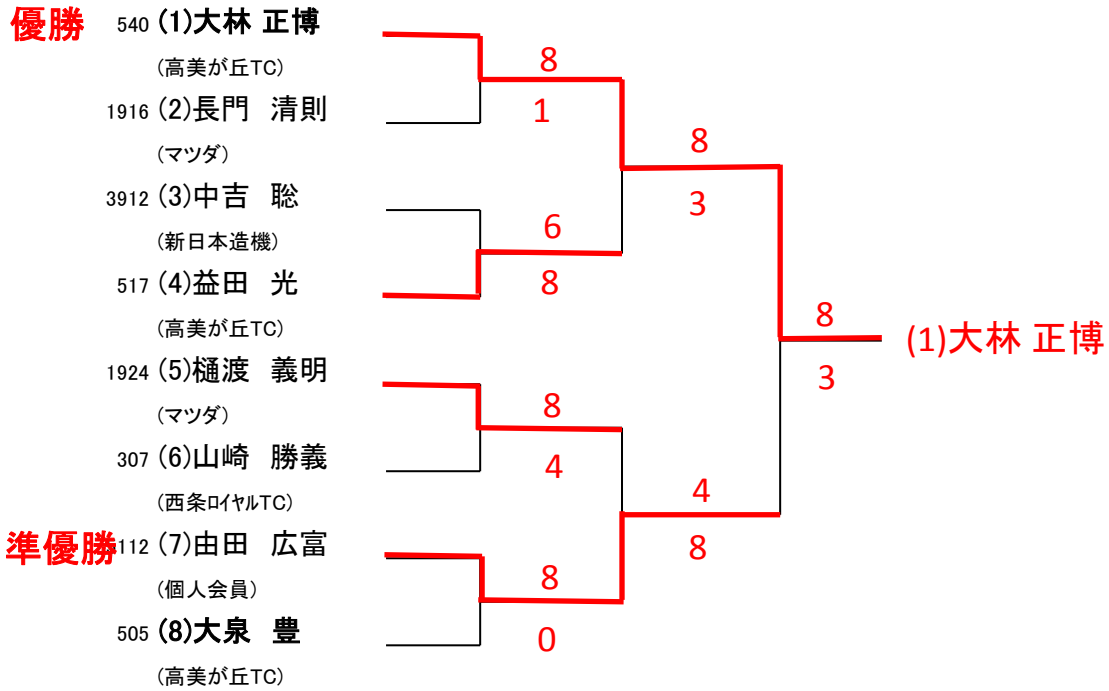 優勝 540 (1)大林 正博
(高美が丘TC)
8
1916 (2)長門 清則
1
(マツダ)
8
3912 (3)中吉 聡
3
(新日本造機)
6
517 (4)益田 光
8
(高美が丘TC)
8
(1)大林 正博
3
1924 (5)樋渡 義明
(マツダ)
8
307 (6)山崎 勝義
4
(西条ロイヤルTC)
4
準優勝 112 (7)由田 広富
8
(個人会員)
8
505 (8)大泉 豊
0
(高美が丘TC)